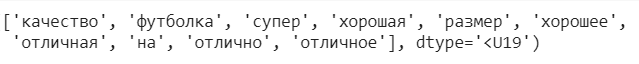 ['качество', 'футболка', 'супер', 'хорошая', 'размер', 'хорошее',
'отличная', 'на', 'отлично', 'отличное'], dtype='<U19')